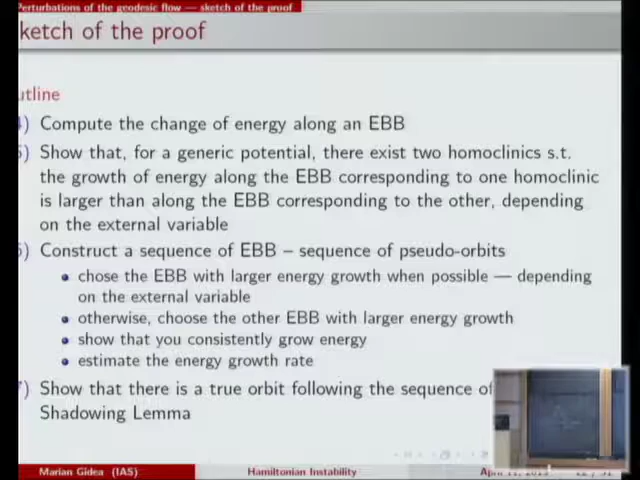 Perturbations of the geodesic flow — sketch of the proof
ketch of the proof
utline
) Compute the change of energy along an EBB
) Show that, for a generic potential, there exist two homoclinics s.t.
the growth of energy along the EBB corresponding to one homoclinic
is larger than along the EBB corresponding to the other, depending
on the external variable
) Construct a sequence of EBB – sequence of pseudo-orbits
chose the EBB with larger energy growth when possible — depending
on the external variable
otherwise, choose the other EBB with larger energy growth
show that you consistently grow energy
estimate the energy growth rate
) Show that there is a true orbit following the sequence of
Shadowing Lemma
Marian Gidea (IAS) Hamiltonian Instability